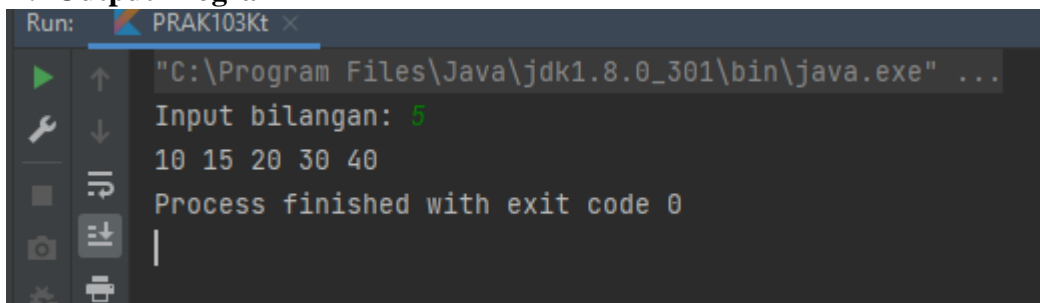 Run: PRAK103Kt ×
"C:\Program Files\Java\jdk1.8.0_301\bin\java.exe" ...
Input bilangan: 5
10 15 20 30 40
Process finished with exit code 0